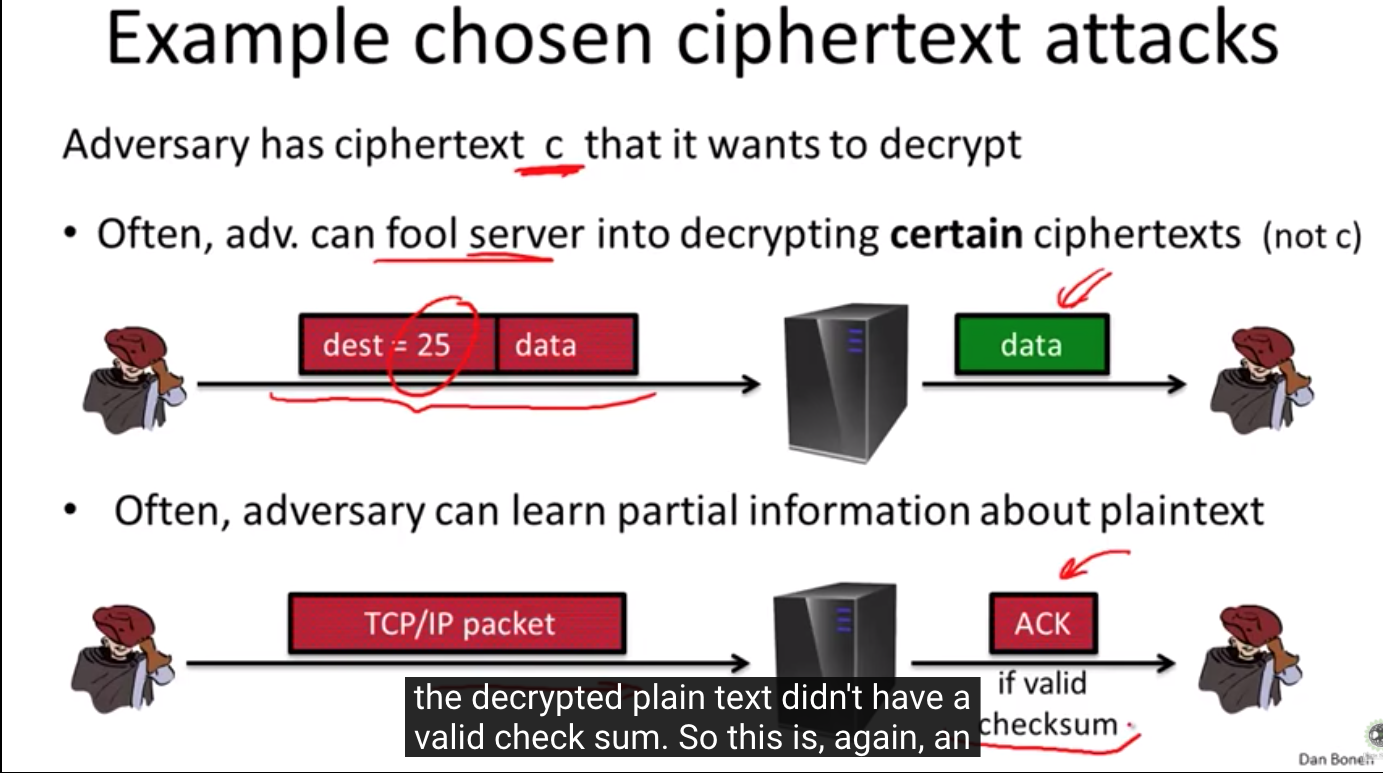 Example chosen ciphertext attacks
Adversary has ciphertext c that it wants to decrypt
• Often, adv. can fool server into decrypting certain ciphertexts (not c)
dest = 25 data
data
• Often, adversary can learn partial information about plaintext
TCP/IP packet
ACK
if valid
checksum
the decrypted plain text didn't have a
valid check sum. So this is, again, an
Dan Boneh